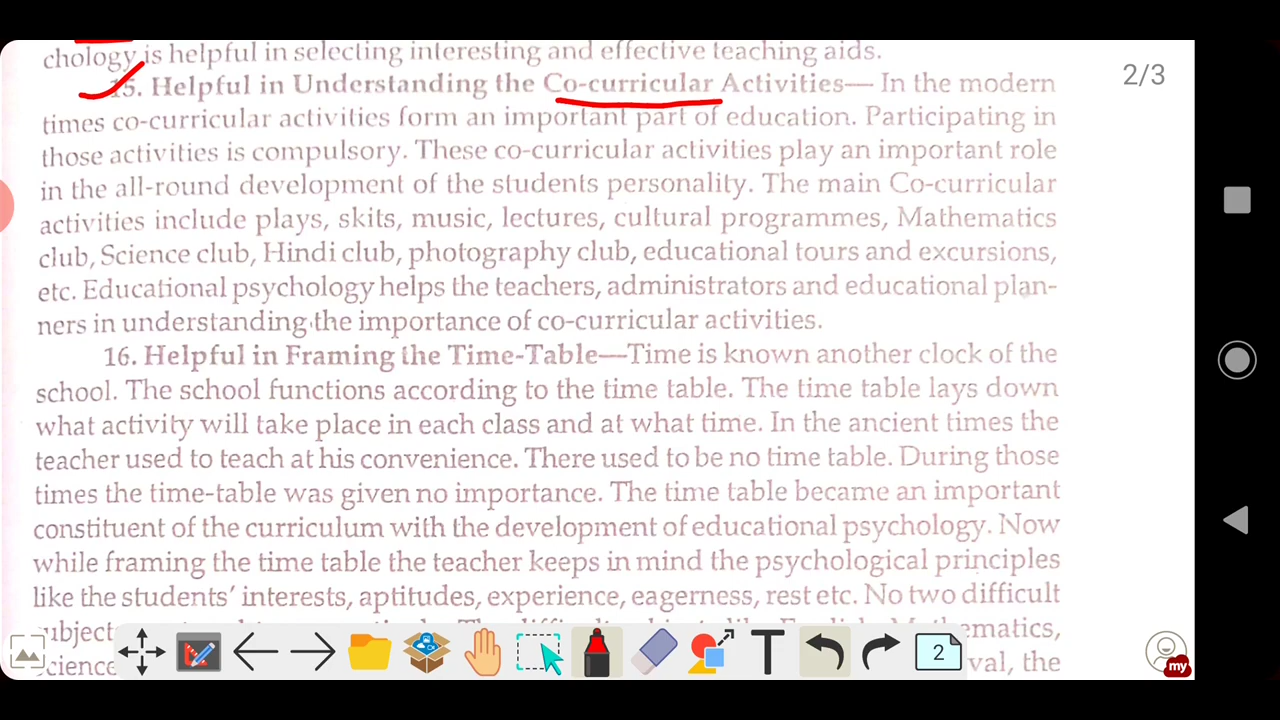 chology is helpful in selecting interesting and effective teaching aids.
15. Helpful in Understanding the Co-curricular Activities— In the modern
times co-curricular activities form an important part of education. Participating in
those activities is compulsory. These co-curricular activities play an important role
in the all-round development of the students personality. The main Co-curricular
activities include plays, skits, music, lectures, cultural programmes, Mathematics
club, Science club, Hindi club, photography club, educational tours and excursions,
etc. Educational psychology helps the teachers, administrators and educational plan-
ners in understanding the importance of co-curricular activities.
16. Helpful in Framing the Time-Table—Time is known another clock of the
school. The school functions according to the time table. The time table lays down
what activity will take place in each class and at what time. In the ancient times the
teacher used to teach at his convenience. There used to be no time table. During those
times the time-table was given no importance. The time table became an important
constituent of the curriculum with the development of educational psychology. Now
while framing the time table the teacher keeps in mind the psychological principles
like the students' interests, aptitudes, experience, eagerness, rest etc. No two difficult
val, the
2/3
T
2
my